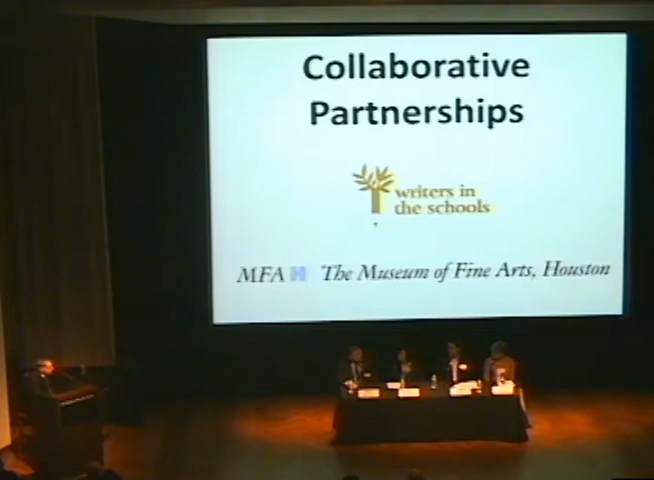 Collaborative
Partnerships
writers in
the schools
MFA H The Museum of Fine Arts, Houston